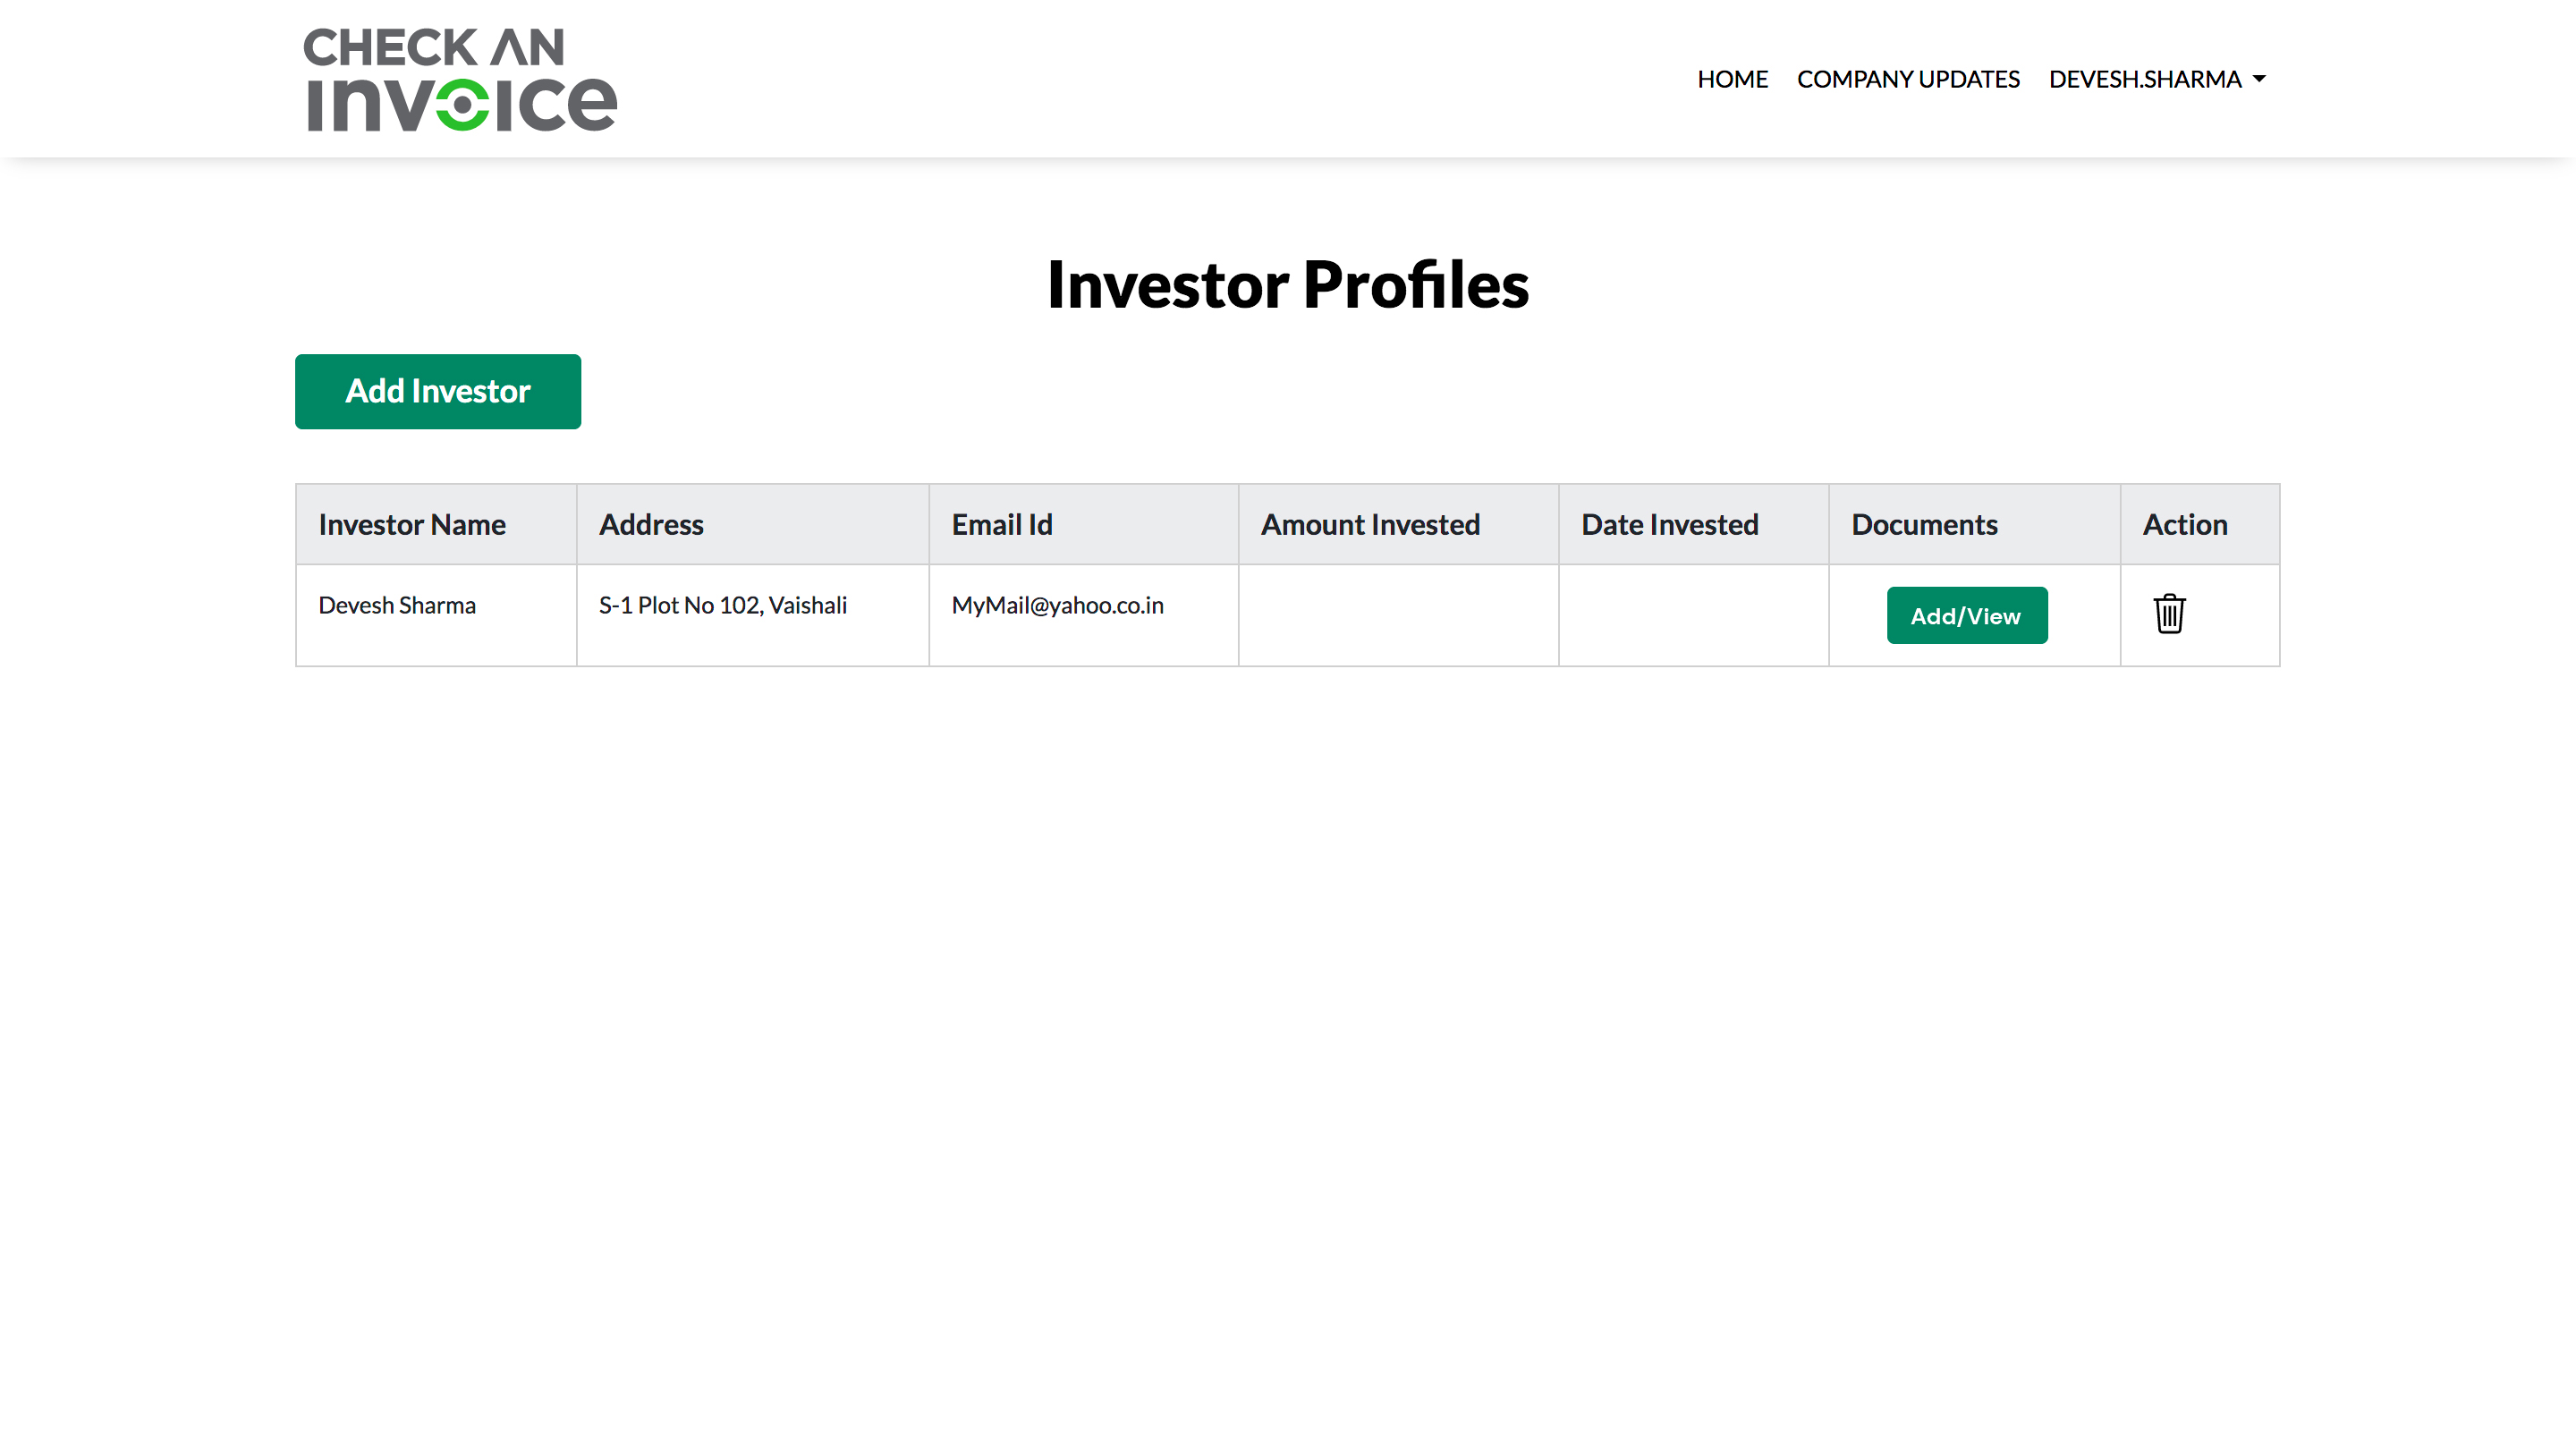 CHECK AN
invoice
HOME COMPANY UPDATES DEVESH.SHARMA
Investor Profiles
Add Investor
Investor Name Address Email Id Amount Invested Date Invested Documents Action
Devesh Sharma S-1 Plot No 102, Vaishali MyMail@yahoo.co.in Add/View